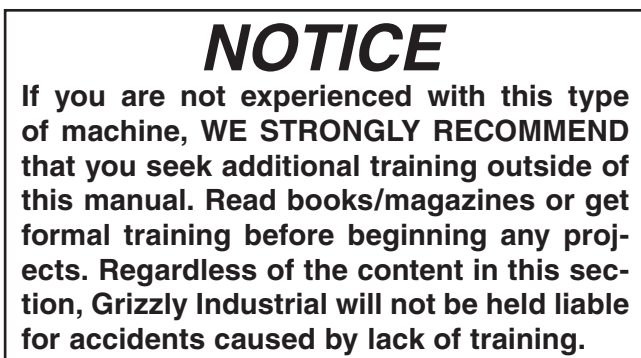 NOTICE
If you are not experienced with this type
of machine, WE STRONGLY RECOMMEND
that you seek additional training outside of
this manual. Read books/magazines or get
formal training before beginning any proj-
ects. Regardless of the content in this sec-
tion, Grizzly Industrial will not be held liable
for accidents caused by lack of training.